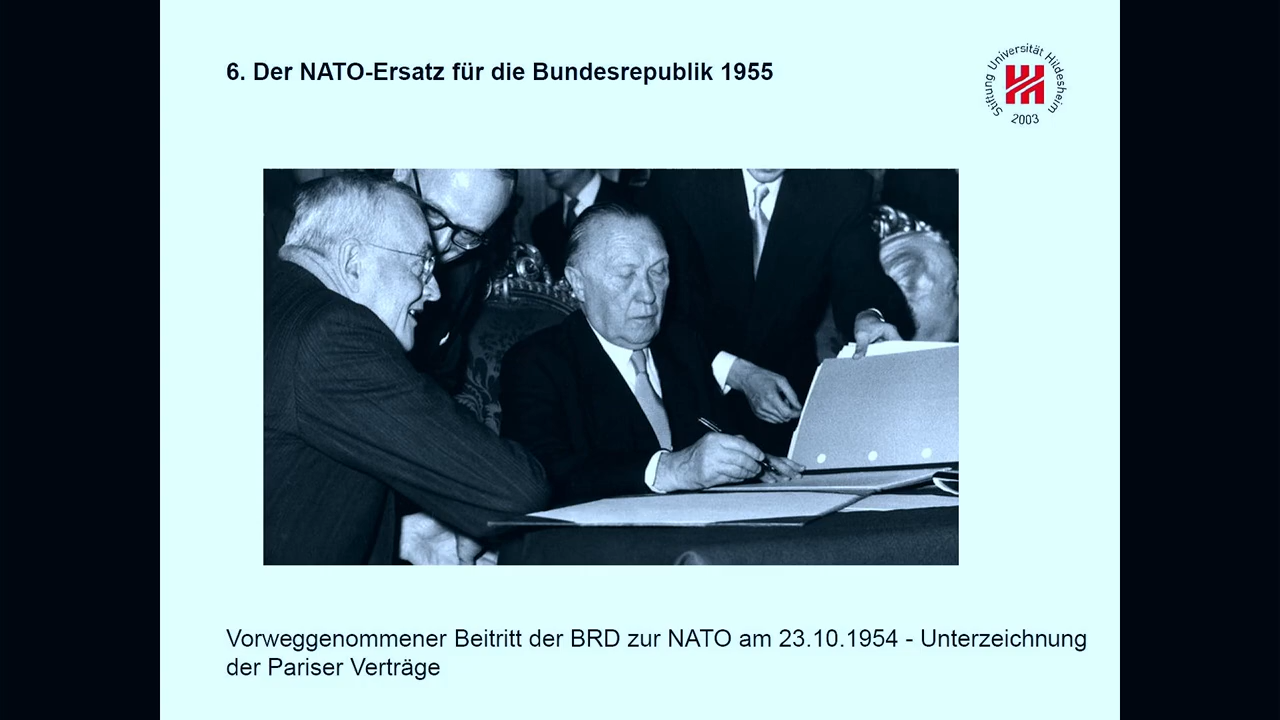 6. Der NATO-Ersatz für die Bundesrepublik 1955
Stiftung Universität Hildesheim
2003
Vorweggenommener Beitritt der BRD zur NATO am 23.10.1954 - Unterzeichnung
der Pariser Verträge